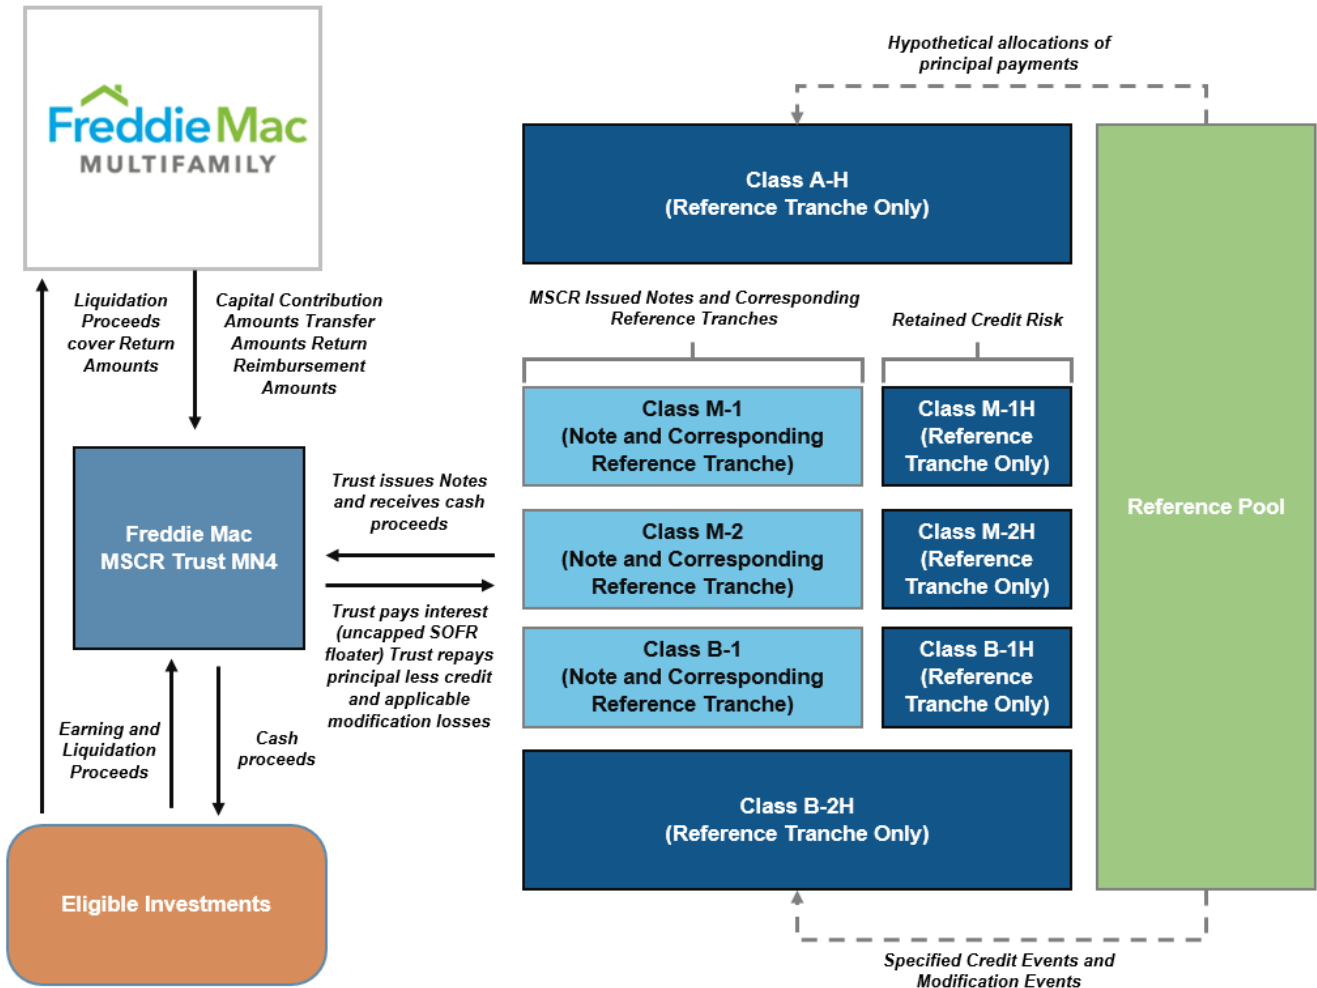 Freddie Mac
MULTIFAMILY
Hypothetical allocations of
principal payments
Class A-H
(Reference Tranche Only)
Liquidation
Proceeds
cover Return
Amounts
Capital Contribution
Amounts Transfer
Amounts Return
Reimbursement
Amounts
MSCR Issued Notes and Corresponding
Reference Tranches
Retained Credit Risk
Class M-1
(Note and Corresponding
Reference Tranche)
Class M-1H
(Reference
Tranche Only)
Freddie Mac
MSCR Trust MN4
Trust issues Notes
and receives cash
proceeds
Class M-2
(Note and Corresponding
Reference Tranche)
Class M-2H
(Reference
Tranche Only)
Reference Pool
Trust pays interest
(uncapped SOFR
floater) Trust repays
principal less credit
and applicable
modification losses
Class B-1
(Note and Corresponding
Reference Tranche)
Class B-1H
(Reference
Tranche Only)
Earning and
Liquidation
Proceeds
Cash
proceeds
Class B-2H
(Reference Tranche Only)
Eligible Investments
Specified Credit Events and
Modification Events